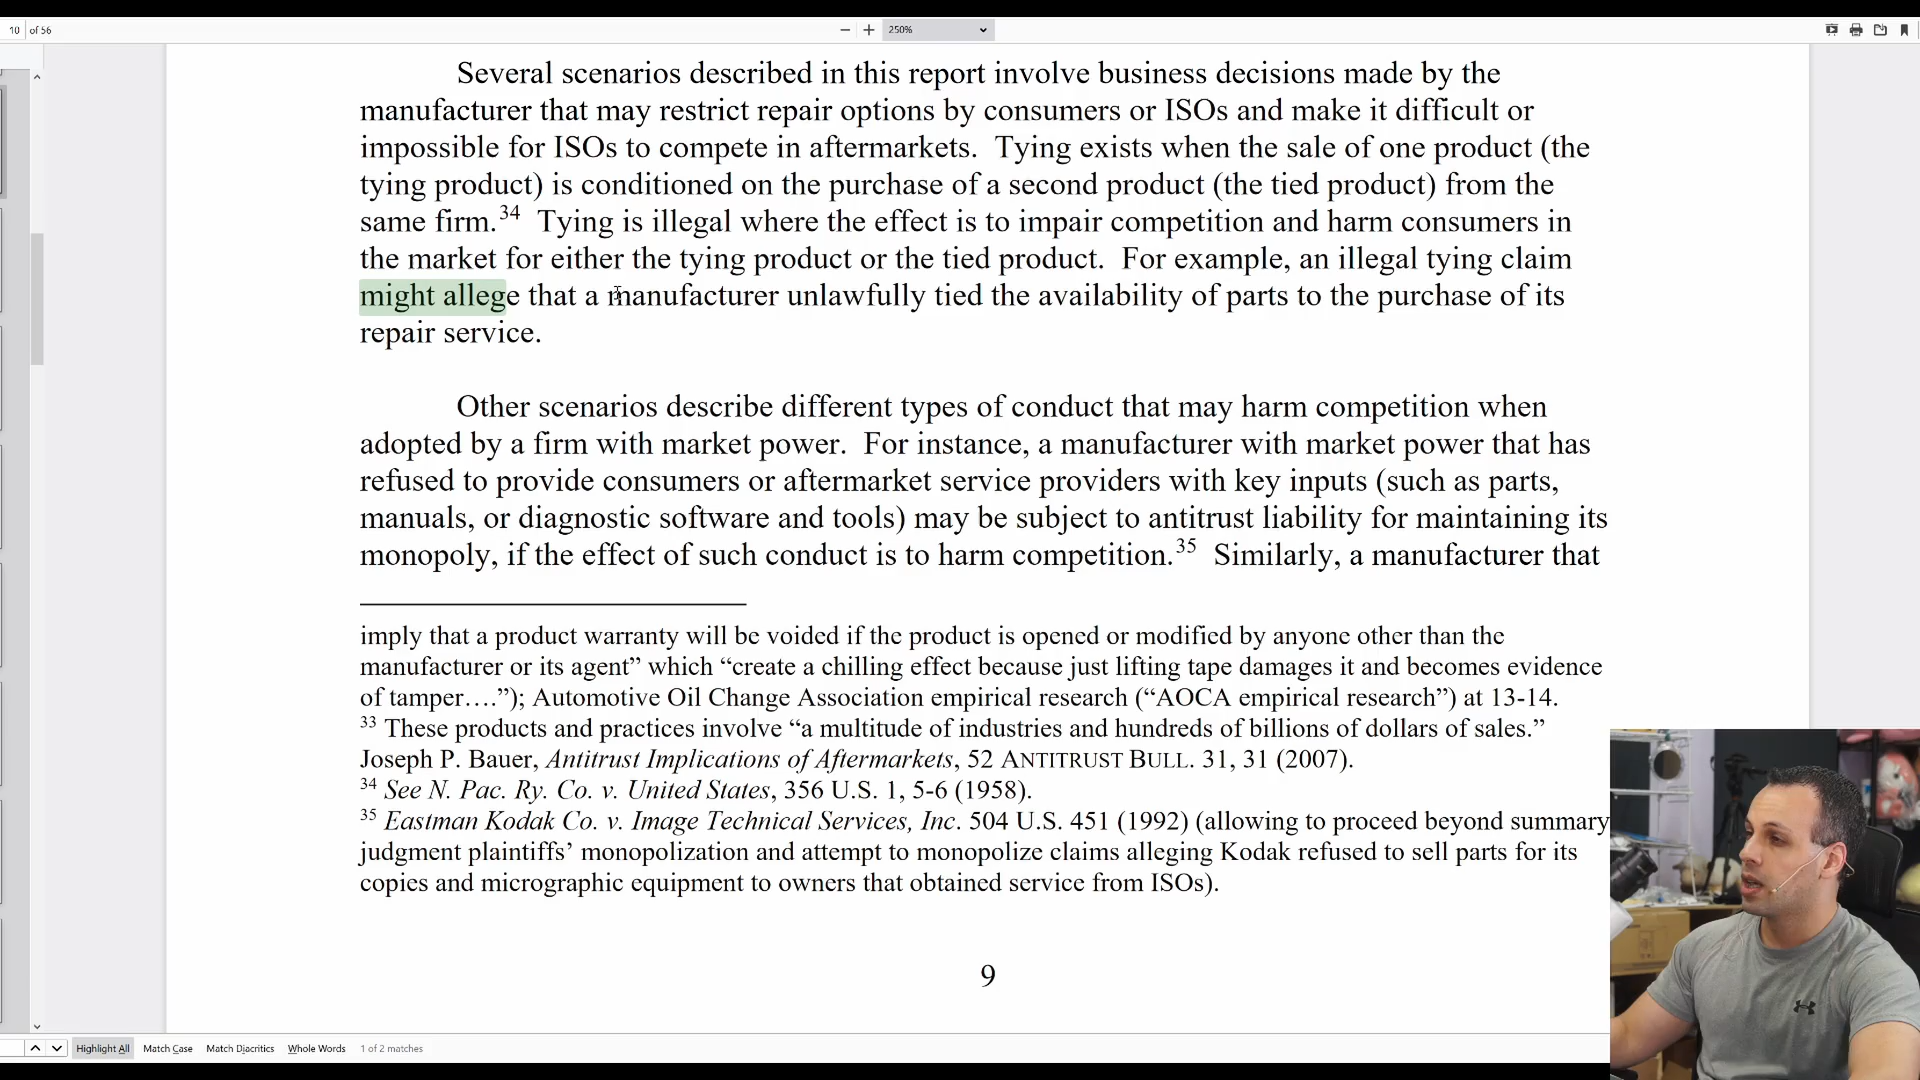 10 of 56
250%
Several scenarios described in this report involve business decisions made by the
manufacturer that may restrict repair options by consumers or ISOs and make it difficult or
impossible for ISOs to compete in aftermarkets.  Tying exists when the sale of one product (the
tying product) is conditioned on the purchase of a second product (the tied product) from the
same firm.34  Tying is illegal where the effect is to impair competition and harm consumers in
the market for either the tying product or the tied product.  For example, an illegal tying claim
might allege that a manufacturer unlawfully tied the availability of parts to the purchase of its
repair service.
Other scenarios describe different types of conduct that may harm competition when
adopted by a firm with market power.  For instance, a manufacturer with market power that has
refused to provide consumers or aftermarket service providers with key inputs (such as parts,
manuals, or diagnostic software and tools) may be subject to antitrust liability for maintaining its
monopoly, if the effect of such conduct is to harm competition.35  Similarly, a manufacturer that
imply that a product warranty will be voided if the product is opened or modified by anyone other than the
manufacturer or its agent” which “create a chilling effect because just lifting tape damages it and becomes evidence
of tamper….”); Automotive Oil Change Association empirical research (“AOCA empirical research”) at 13-14.
33 These products and practices involve “a multitude of industries and hundreds of billions of dollars of sales.”
Joseph P. Bauer, Antitrust Implications of Aftermarkets, 52 ANTITRUST BULL. 31, 31 (2007).
34 See N. Pac. Ry. Co. v. United States, 356 U.S. 1, 5-6 (1958).
35 Eastman Kodak Co. v. Image Technical Services, Inc. 504 U.S. 451 (1992) (allowing to proceed beyond summary
judgment plaintiffs’ monopolization and attempt to monopolize claims alleging Kodak refused to sell parts for its
copies and micrographic equipment to owners that obtained service from ISOs).
9
Highlight All Match Case Match Diacritics Whole Words 1 of 2 matches